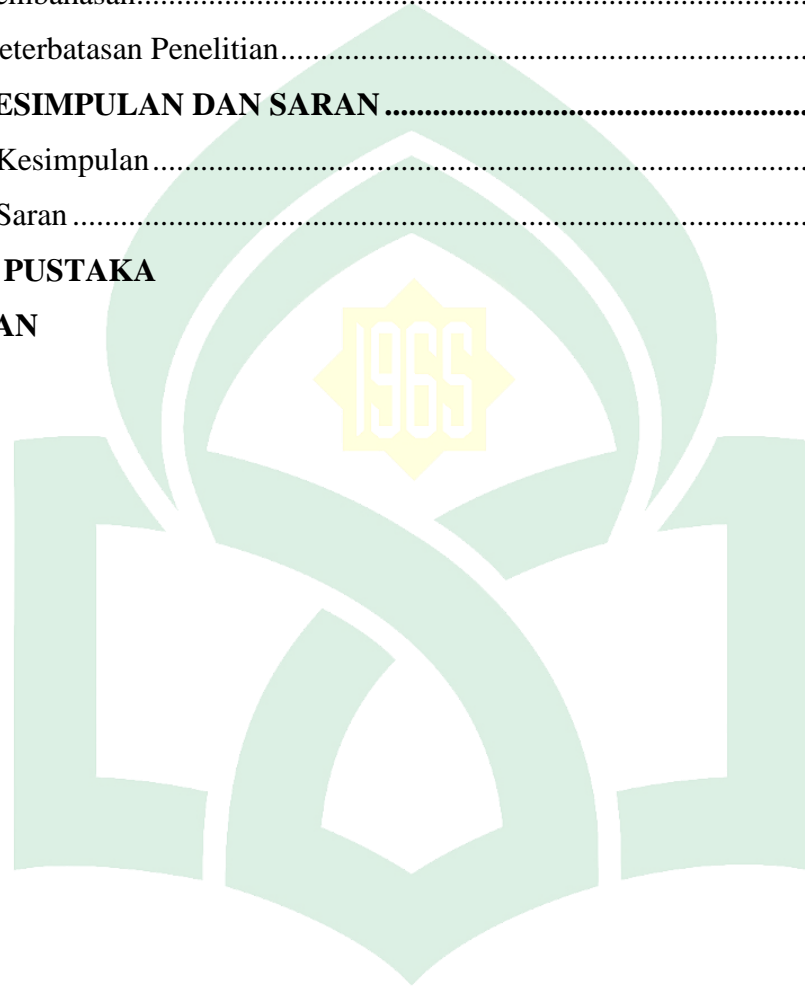 eterbatasan Penelitian..........................................................................
ESIMPULAN DAN SARAN..........................................................
Kesimpulan.........................................................................................
Saran...................................................................................................
PUSTAKA
AN
1965